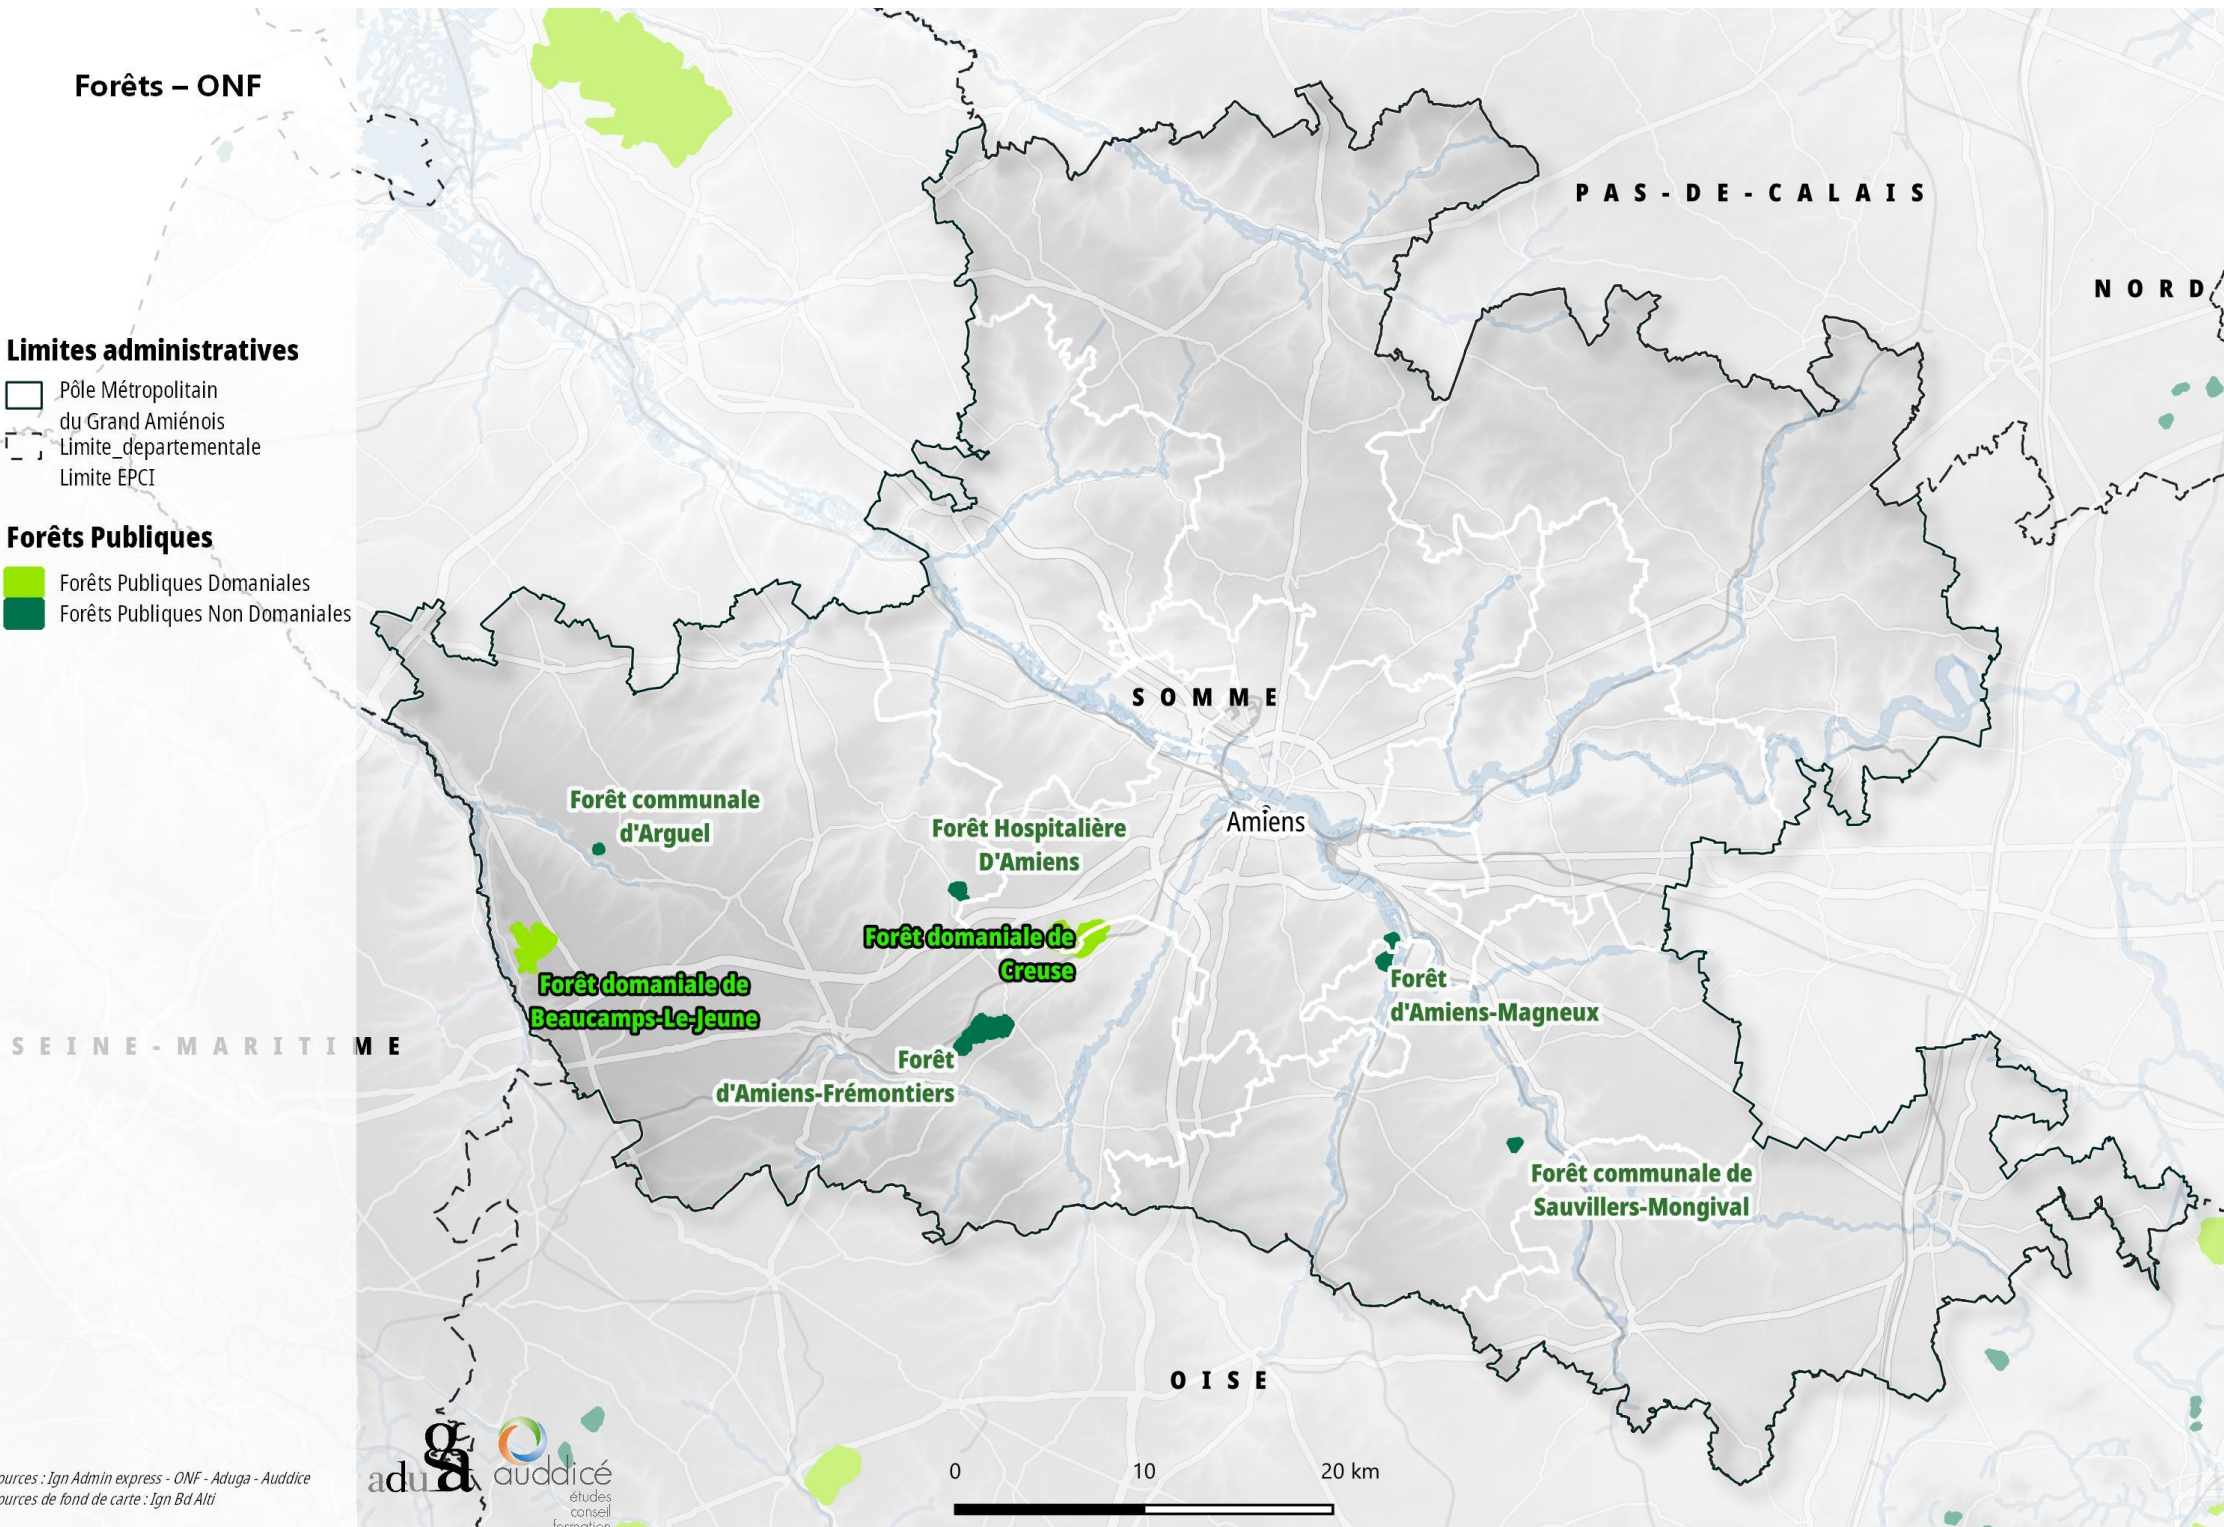 Forêts – ONF
PAS-DE-CALAIS
NORD
Limites administratives
Pôle Métropolitain
du Grand Amiénois
Limite_departementale
Limite EPCI
Forêts Publiques
Forêts Publiques Domaniales
Forêts Publiques Non Domaniales
SOMME
Forêt communale
d'Arguel
Forêt Hospitalière
D'Amiens
Amiens
Forêt domaniale de
Creuse
Forêt domaniale de
Beaucamps-Le-Jeune
Forêt
d'Amiens-Magneux
SEINE-MARITIME
Forêt
d'Amiens-Frémontiers
Forêt communale de
Sauvillers-Mongival
OISE
ources : Ign Admin express - ONF - Aduga - Auddice
ources de fond de carte : Ign Bd Alti
aduga
auddicé
études
conseil
formation
0 10 20 km